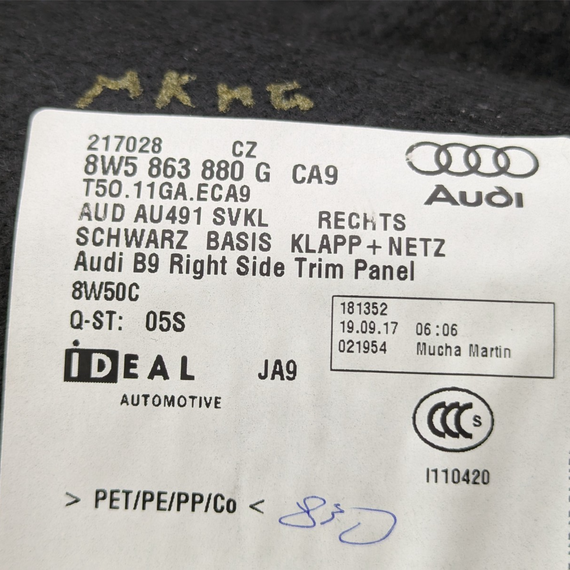 MKMG
217028 CZ
8W5 863 880 G CA9
T50.11GA.ECA9
AUD AU491 SVKL RECHTS
SCHWARZ BASIS KLAPP+NETZ
Audi B9 Right Side Trim Panel
8W50C
Q-ST: 05S
Audi
181352
19.09.17 06:06
021954 Mucha Martin
iDEAL JA9
AUTOMOTIVE
CCC S
I110420
> PET/PE/PP/Co <